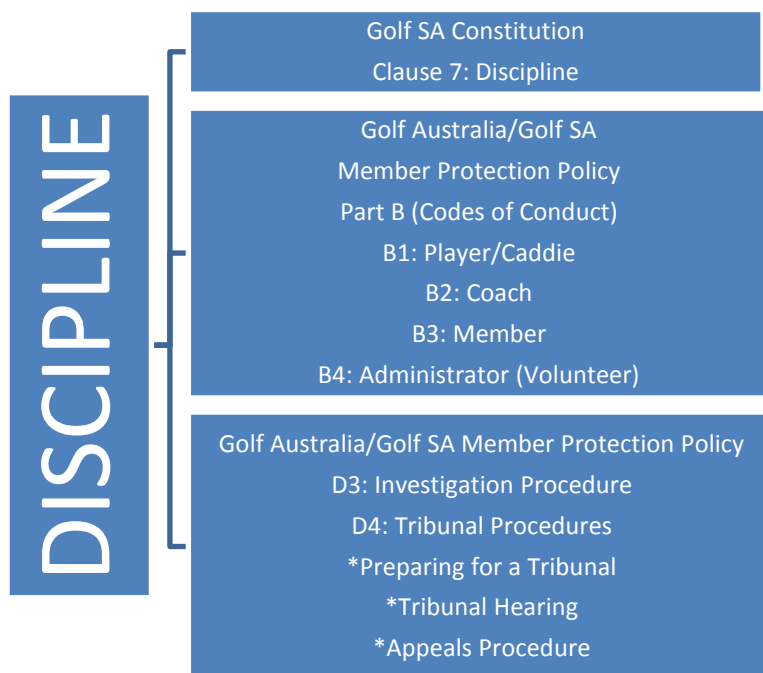 DISCIPLINE
Golf SA Constitution
Clause 7: Discipline
Golf Australia/Golf SA
Member Protection Policy
Part B (Codes of Conduct)
B1: Player/Caddie
B2: Coach
B3: Member
B4: Administrator (Volunteer)
Golf Australia/Golf SA Member Protection Policy
D3: Investigation Procedure
D4: Tribunal Procedures
*Preparing for a Tribunal
*Tribunal Hearing
*Appeals Procedure